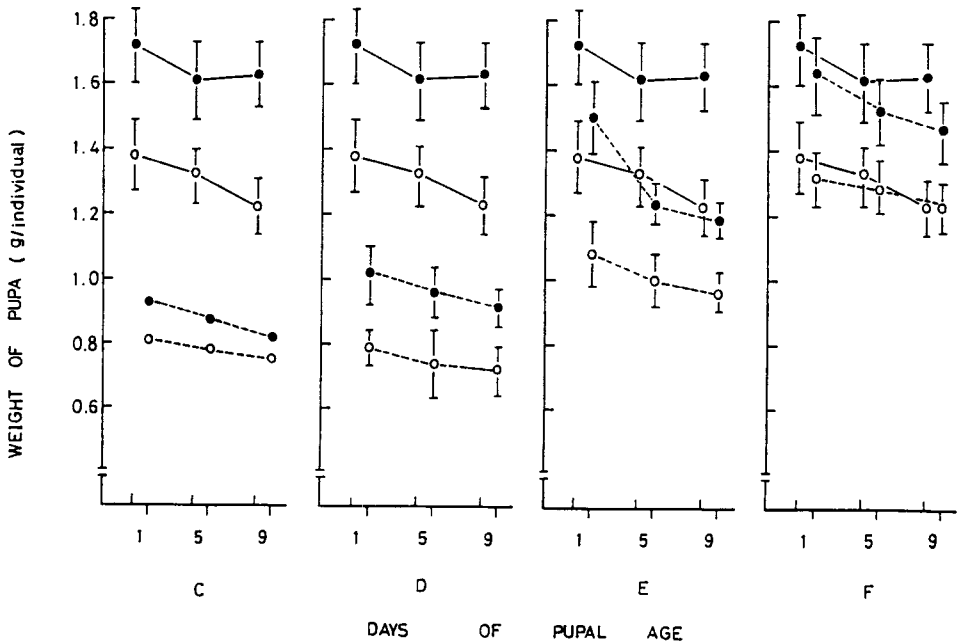 WEIGHT OF PUPA ( g/individual )
1.8
1.6
1.4
1.2
1.0
0.8
0.6
1 5 9 1 5 9 1 5 9 1 5 9
C D E F
DAYS OF PUPAL AGE